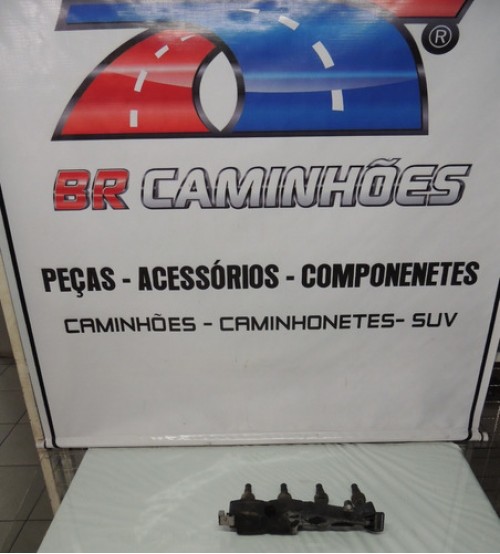 ®
BR CAMINHÕES
PEÇAS - ACESSÓRIOS - COMPONENETES
CAMINHÕES - CAMINHONETES- SUV